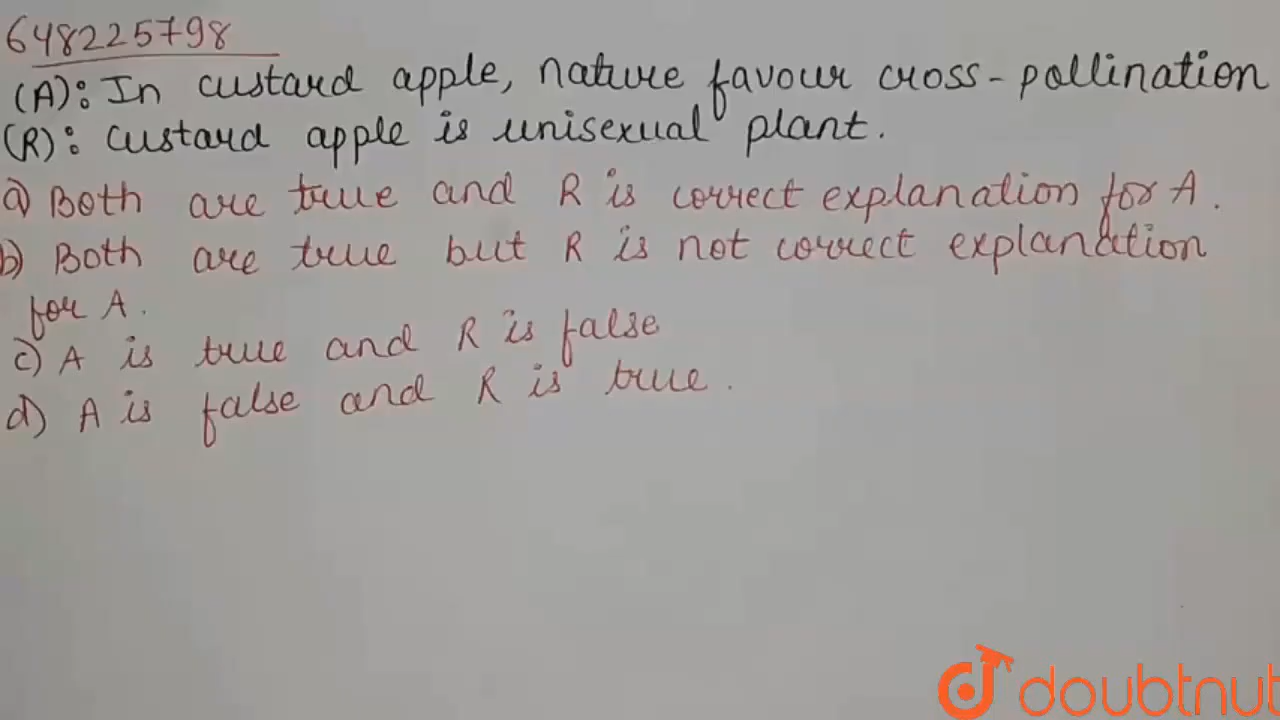 648225798
(A): In custard apple, nature favour cross-pollination
(R): custard apple is unisexual plant.
a) Both are true and R is correct explanation for A.
b) Both are true but R is not correct explanation
for A.
c) A is true and R is false
d) A is false and R is true.
doubtnut